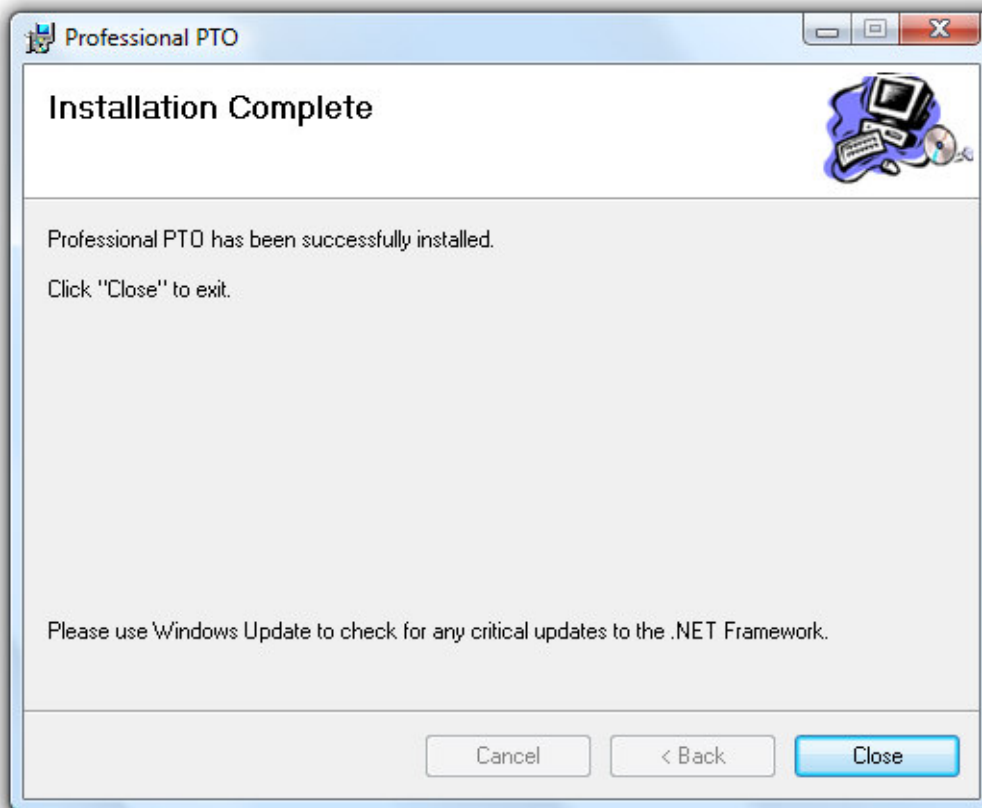 Professional PTO
Installation Complete
Professional PTO has been successfully installed.
Click "Close" to exit.
Please use Windows Update to check for any critical updates to the .NET Framework.
Cancel
< Back
Close